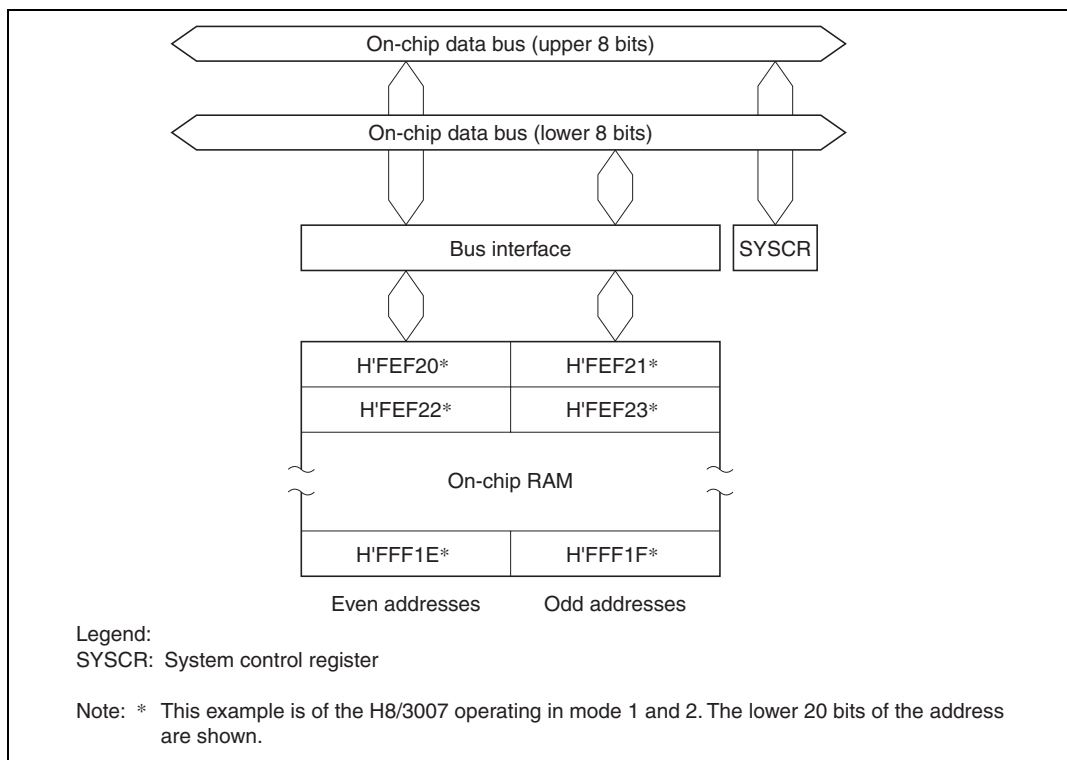 On-chip data bus (upper 8 bits)
On-chip data bus (lower 8 bits)
Bus interface
SYSCR
H'FEF20*
H'FEF21*
H'FEF22*
H'FEF23*
On-chip RAM
H'FFF1E*
H'FFF1F*
Even addresses
Odd addresses
Legend:
SYSCR: System control register
Note: * This example is of the H8/3007 operating in mode 1 and 2. The lower 20 bits of the address
are shown.